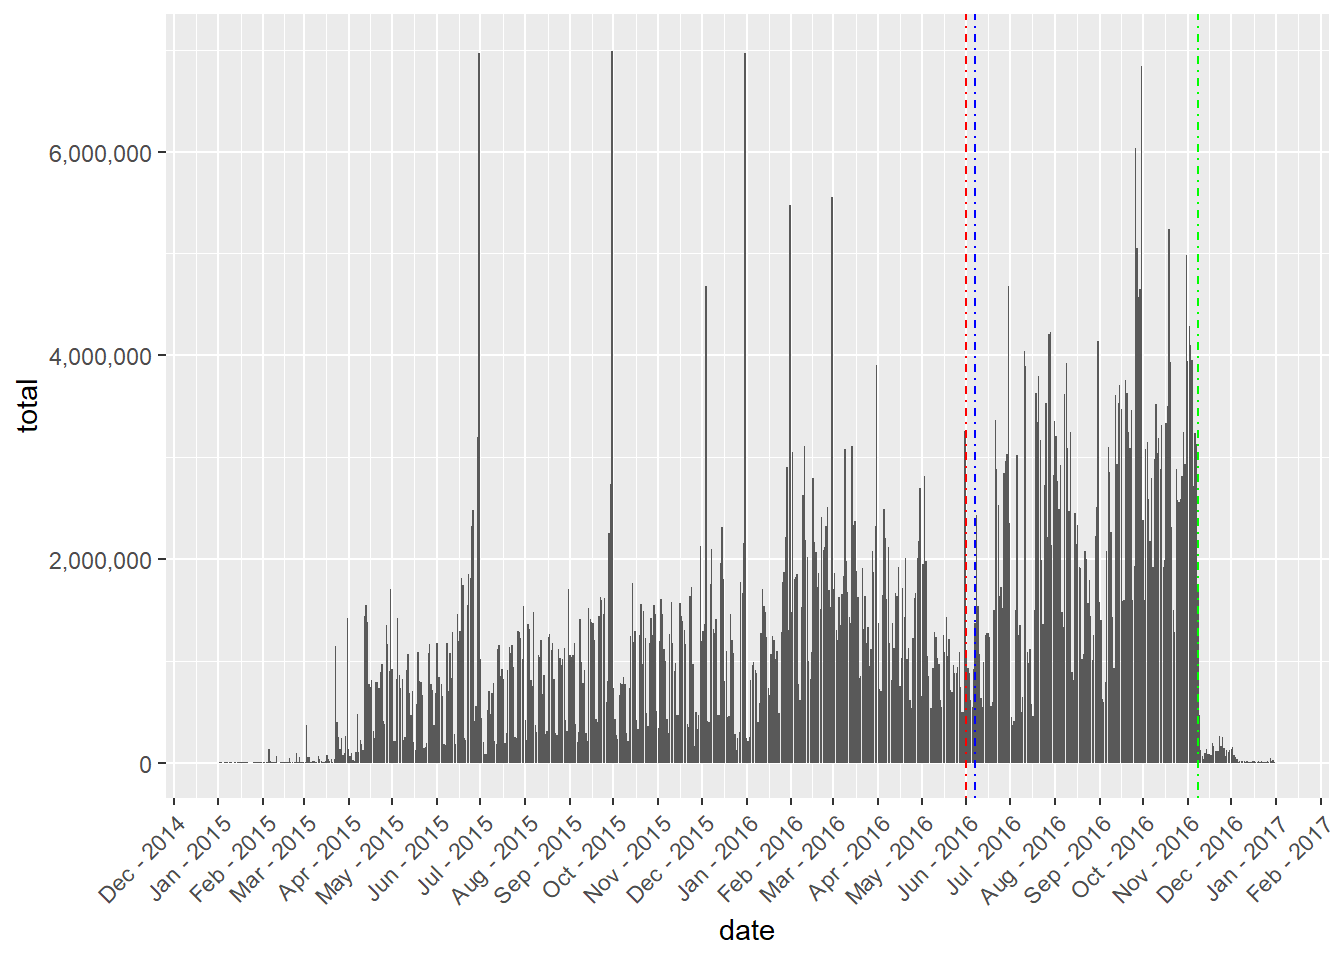 total
6,000,000
4,000,000
2,000,000
0
Dec - 2014
Jan - 2015
Feb - 2015
Mar - 2015
Apr - 2015
May - 2015
Jun - 2015
Jul - 2015
Aug - 2015
Sep - 2015
Oct - 2015
Nov - 2015
Dec - 2015
Jan - 2016
Feb - 2016
Mar - 2016
Apr - 2016
May - 2016
Jun - 2016
Jul - 2016
Aug - 2016
Sep - 2016
Oct - 2016
Nov - 2016
Dec - 2016
Jan - 2017
Feb - 2017
date